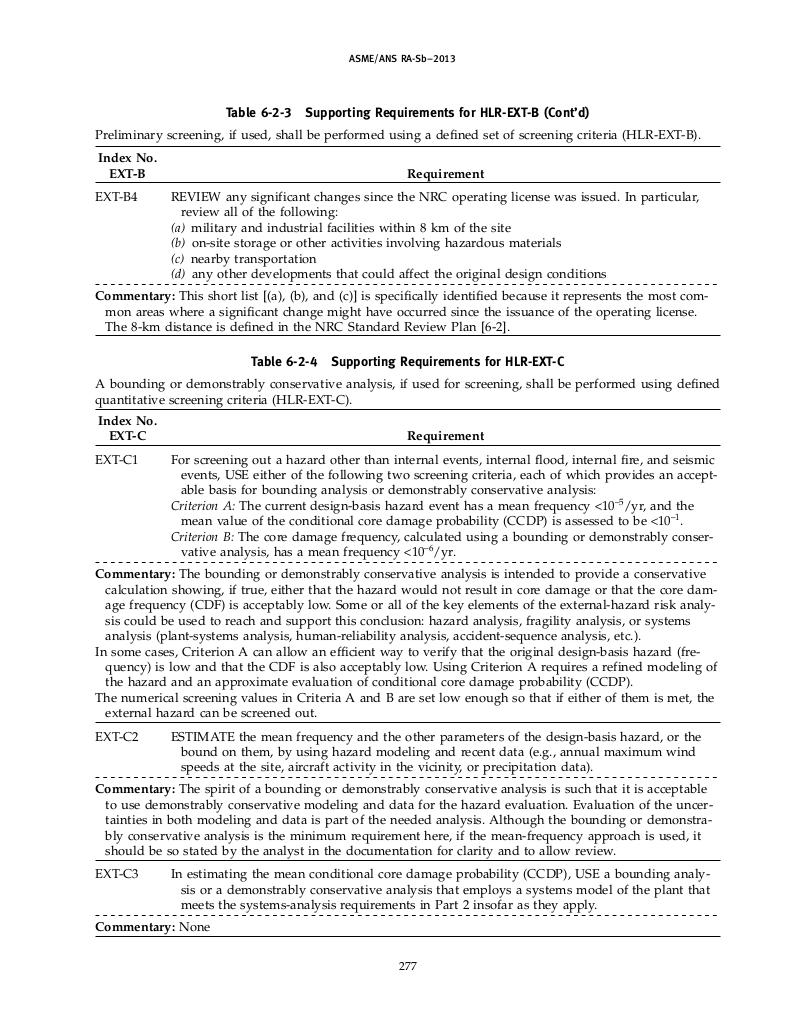 ASME/ANS RA-Sb–2013
Table 6-2-3 Supporting Requirements for HLR-EXT-B (Cont'd)
Preliminary screening, if used, shall be performed using a defined set of screening criteria (HLR-EXT-B).
Index No.
EXT-B Requirement
EXT-B4 REVIEW any significant changes since the NRC operating license was issued. In particular,
review all of the following:
(a) military and industrial facilities within 8 km of the site
(b) on-site storage or other activities involving hazardous materials
(c) nearby transportation
(d) any other developments that could affect the original design conditions
Commentary: This short list [(a), (b), and (c)] is specifically identified because it represents the most com-
mon areas where a significant change might have occurred since the issuance of the operating license.
The 8-km distance is defined in the NRC Standard Review Plan [6-2].
Table 6-2-4 Supporting Requirements for HLR-EXT-C
A bounding or demonstrably conservative analysis, if used for screening, shall be performed using defined
quantitative screening criteria (HLR-EXT-C).
Index No.
EXT-C Requirement
EXT-C1 For screening out a hazard other than internal events, internal flood, internal fire, and seismic
events, USE either of the following two screening criteria, each of which provides an accept-
able basis for bounding analysis or demonstrably conservative analysis:
Criterion A: The current design-basis hazard event has a mean frequency <10⁻⁵/yr, and the
mean value of the conditional core damage probability (CCDP) is assessed to be <10⁻¹.
Criterion B: The core damage frequency, calculated using a bounding or demonstrably conser-
vative analysis, has a mean frequency <10⁻⁶/yr.
Commentary: The bounding or demonstrably conservative analysis is intended to provide a conservative
calculation showing, if true, either that the hazard would not result in core damage or that the core dam-
age frequency (CDF) is acceptably low. Some or all of the key elements of the external-hazard risk analy-
sis could be used to reach and support this conclusion: hazard analysis, fragility analysis, or systems
analysis (plant-systems analysis, human-reliability analysis, accident-sequence analysis, etc.).
In some cases, Criterion A can allow an efficient way to verify that the original design-basis hazard (fre-
quency) is low and that the CDF is also acceptably low. Using Criterion A requires a refined modeling of
the hazard and an approximate evaluation of conditional core damage probability (CCDP).
The numerical screening values in Criteria A and B are set low enough so that if either of them is met, the
external hazard can be screened out.
EXT-C2 ESTIMATE the mean frequency and the other parameters of the design-basis hazard, or the
bound on them, by using hazard modeling and recent data (e.g., annual maximum wind
speeds at the site, aircraft activity in the vicinity, or precipitation data).
Commentary: The spirit of a bounding or demonstrably conservative analysis is such that it is acceptable
to use demonstrably conservative modeling and data for the hazard evaluation. Evaluation of the uncer-
tainties in both modeling and data is part of the needed analysis. Although the bounding or demonstra-
bly conservative analysis is the minimum requirement here, if the mean-frequency approach is used, it
should be so stated by the analyst in the documentation for clarity and to allow review.
EXT-C3 In estimating the mean conditional core damage probability (CCDP), USE a bounding analy-
sis or a demonstrably conservative analysis that employs a systems model of the plant that
meets the systems-analysis requirements in Part 2 insofar as they apply.
Commentary: None
277